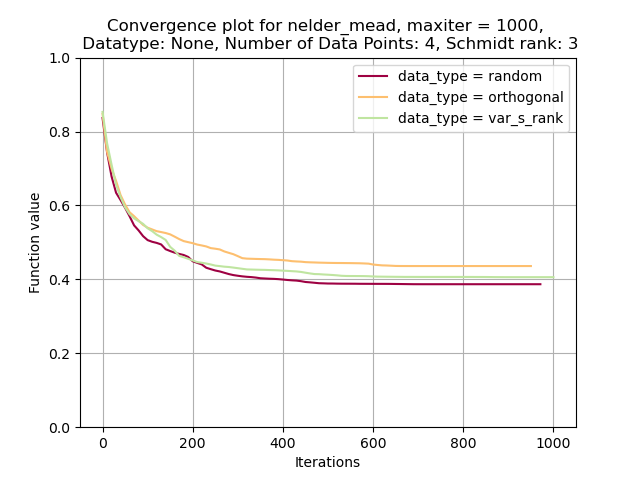 Convergence plot for nelder_mead, maxiter = 1000,
Datatype: None, Number of Data Points: 4, Schmidt rank: 3
data_type = random
data_type = orthogonal
data_type = var_s_rank
Function value
1.0
0.8
0.6
0.4
0.2
0.0
0 200 400 600 800 1000
Iterations